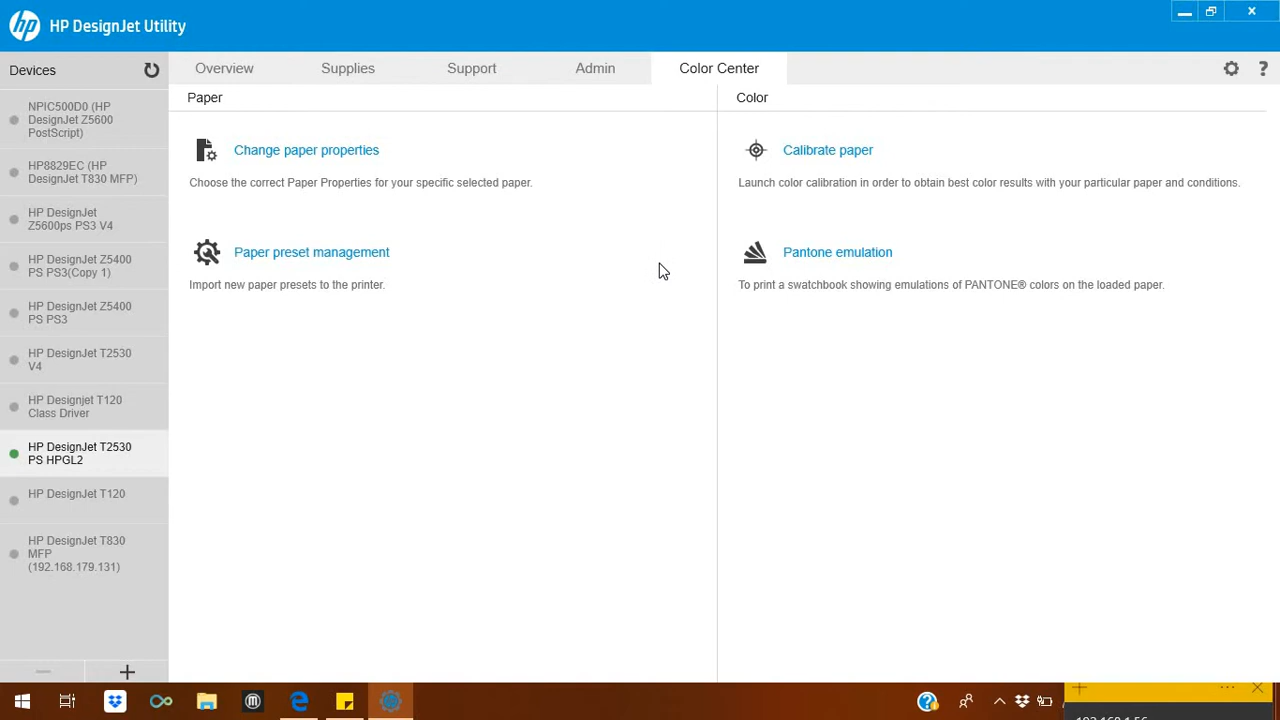 hp HP DesignJet Utility
Devices
Overview
Supplies
Support
Admin
Color Center
?
NPIC500D0 (HP
DesignJet Z5600
PostScript)
HP8829EC (HP
DesignJet T830 MFP)
HP DesignJet
Z5600ps PS3 V4
HP DesignJet Z5400
PS PS3(Copy 1)
HP DesignJet Z5400
PS PS3
HP DesignJet T2530
V4
HP Designjet T120
Class Driver
HP DesignJet T2530
PS HPGL2
HP DesignJet T120
HP DesignJet T830
MFP
(192.168.179.131)
Paper
Change paper properties
Choose the correct Paper Properties for your specific selected paper.
Paper preset management
Import new paper presets to the printer.
Color
Calibrate paper
Launch color calibration in order to obtain best color results with your particular paper and conditions.
Pantone emulation
To print a swatchbook showing emulations of PANTONE® colors on the loaded paper.
192.168.1.56